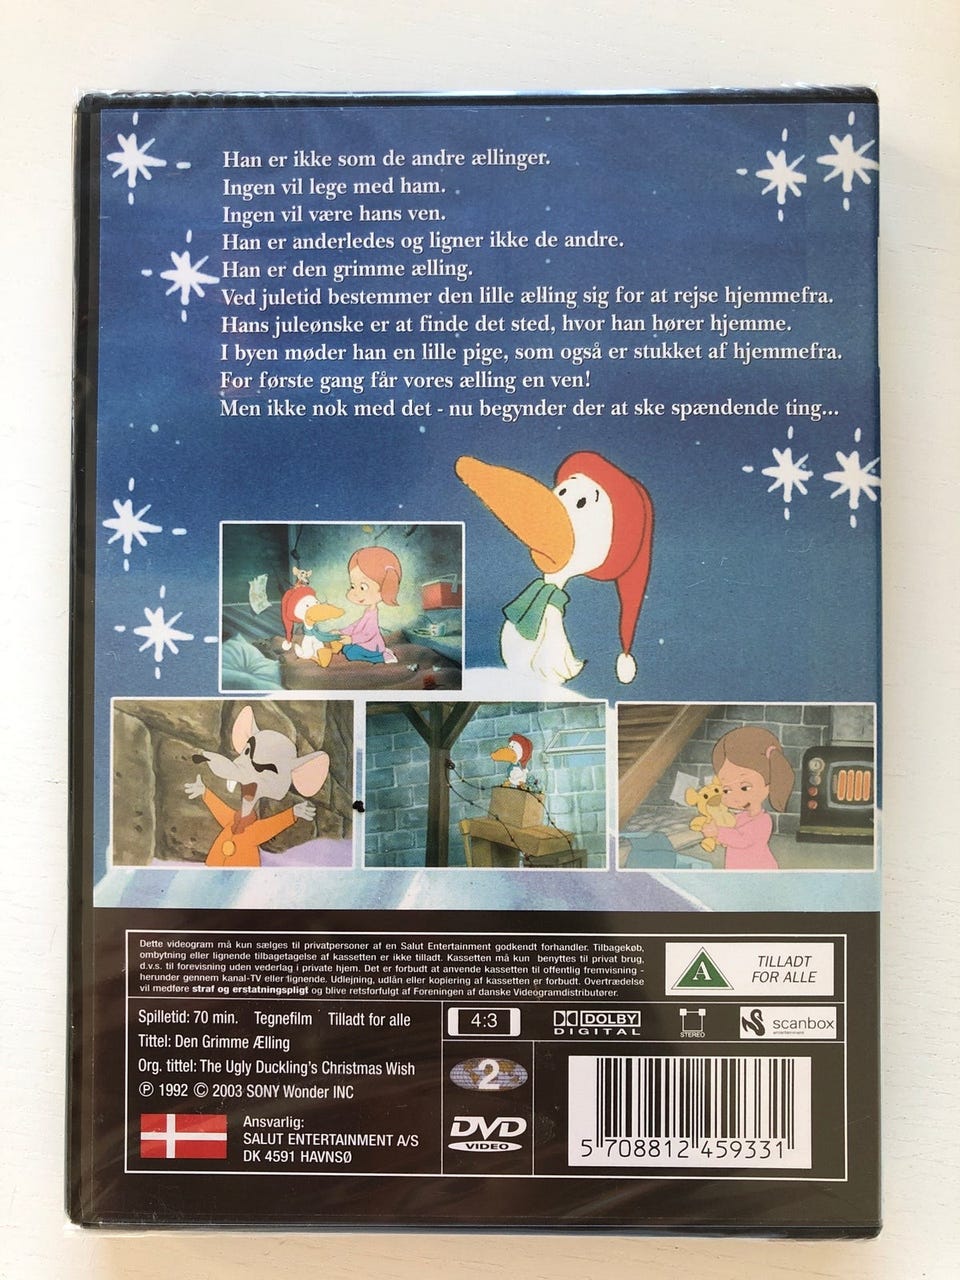 Han er ikke som de andre ællinger.
Ingen vil lege med ham.
Ingen vil være hans ven.
Han er anderledes og ligner ikke de andre.
Han er den grimme ælling.
Ved juletid bestemmer den lille ælling sig for at rejse hjemmefra.
Hans juleønske er at finde det sted, hvor han hører hjemme.
I byen møder han en lille pige, som også er stukket af hjemmefra.
For første gang får vores ælling en ven!
Men ikke nok med det - nu begynder der at ske spændende ting...
Dette videogram må kun sælges til privatpersoner af en Salut Entertainment godkendt forhandler. Tilbagekøb,
ombytning eller lignende tilbagetagelse af kassetten er ikke tilladt. Kassetten må kun benyttes til privat brug,
d.v.s. til forevisning uden vederlag i private hjem. Det er forbudt at anvende kassetten til offentlig fremvisning -
herunder gennem kanal-TV eller lignende. Udlejning, udlån eller kopiering af kassetten er forbudt. Overtrædelse
vil medføre straf og erstatningspligt og blive retsforfulgt af Foreningen af danske Videogramdistributører.
A
TILLADT
FOR ALLE
Spilletid: 70 min. Tegnefilm Tilladt for alle
Tittel: Den Grimme Ælling
Org. tittel: The Ugly Duckling's Christmas Wish
℗ 1992 © 2003 SONY Wonder INC
Ansvarlig:
SALUT ENTERTAINMENT A/S
DK 4591 HAVNSØ
4:3
DOLBY
DIGITAL
STEREO
scanbox
entertainment
2
DVD
VIDEO
5 708812 459331